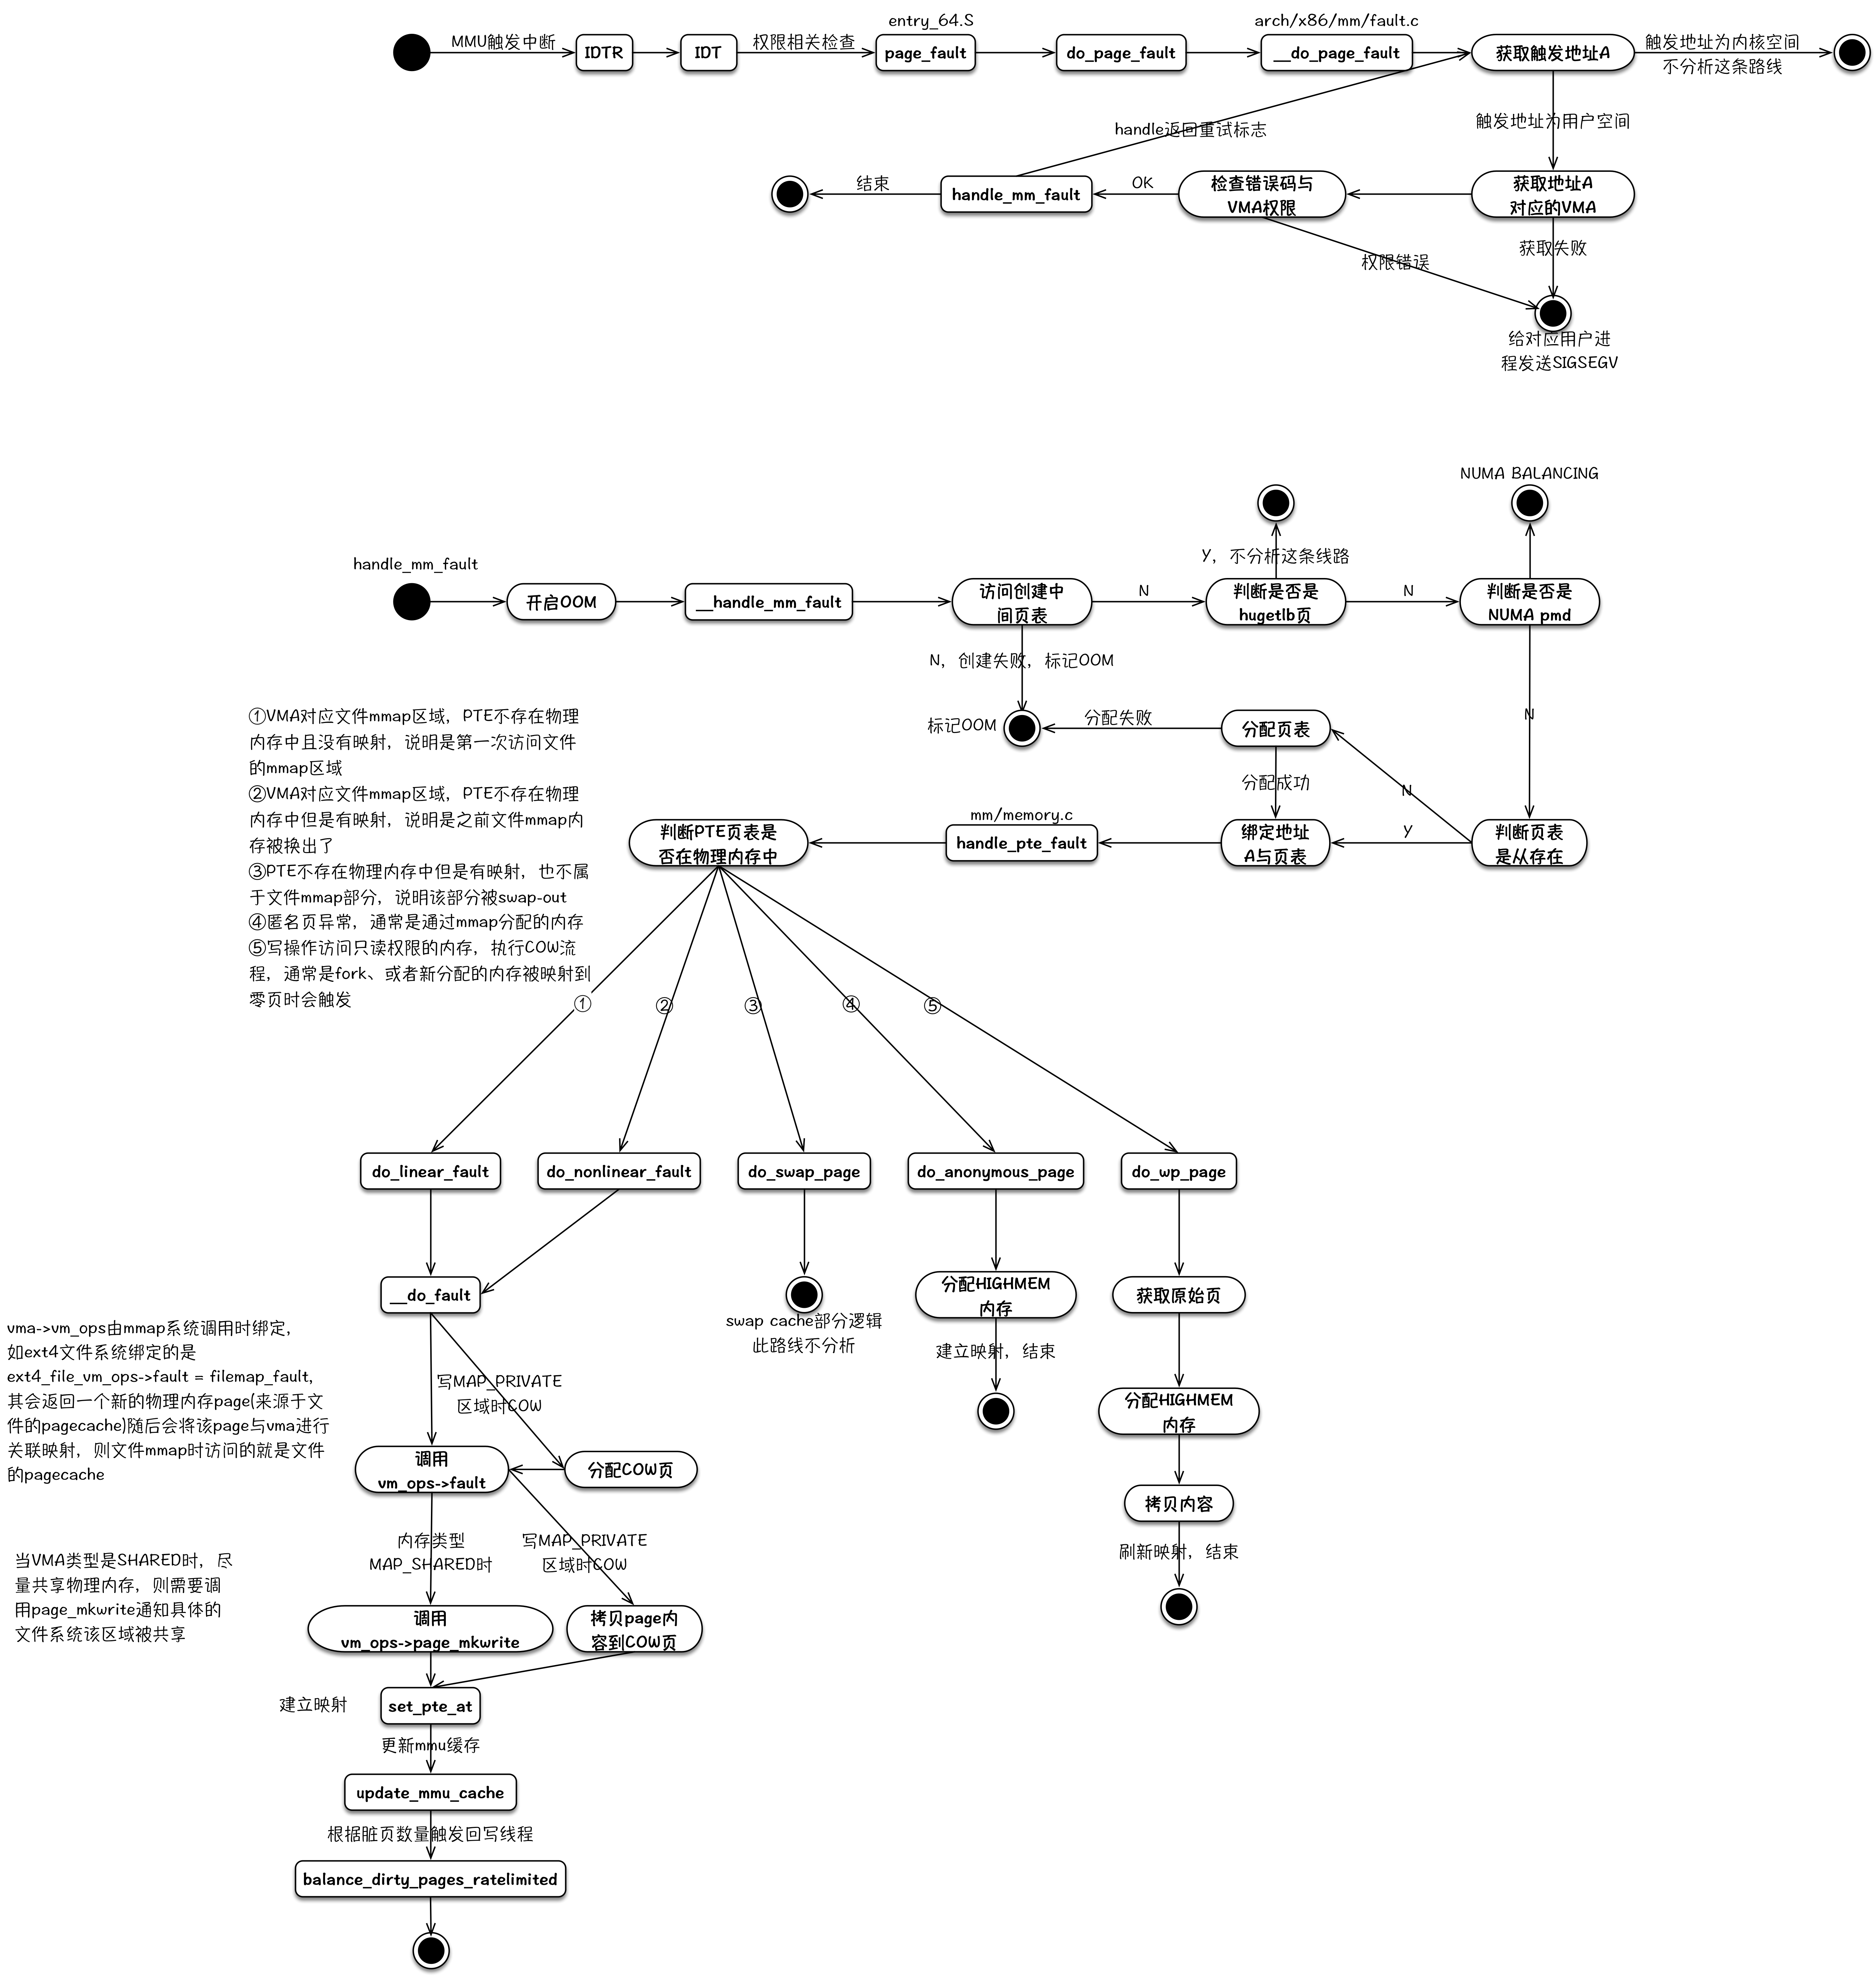 entry_64.S
arch/x86/mm/fault.c
MMU触发中断
IDTR
IDT
权限相关检查
page_fault
do_page_fault
__do_page_fault
获取触发地址A
触发地址为内核空间
不分析这条路线
handle返回重试标志
触发地址为用户空间
结束
handle_mm_fault
OK
检查错误码与
VMA权限
获取地址A
对应的VMA
权限错误
获取失败
给对应用户进
程发送SIGSEGV
NUMA BALANCING
Y，不分析这条线路
handle_mm_fault
开启OOM
__handle_mm_fault
访问创建中
间页表
N
判断是否是
hugetlb页
N
判断是否是
NUMA pmd
N，创建失败，标记OOM
标记OOM
分配失败
分配页表
N
分配成功
N
mm/memory.c
判断PTE页表是
否在物理内存中
handle_pte_fault
绑定地址
A与页表
Y
判断页表
是从存在
①VMA对应文件mmap区域，PTE不存在物理
内存中且没有映射，说明是第一次访问文件
的mmap区域
②VMA对应文件mmap区域，PTE不存在物理
内存中但是有映射，说明是之前文件mmap内
存被换出了
③PTE不存在物理内存中但是有映射，也不属
于文件mmap部分，说明该部分被swap-out
④匿名页异常，通常是通过mmap分配的内存
⑤写操作访问只读权限的内存，执行COW流
程，通常是fork、或者新分配的内存被映射到
零页时会触发
①
②
③
④
⑤
do_linear_fault
do_nonlinear_fault
do_swap_page
do_anonymous_page
do_wp_page
__do_fault
swap cache部分逻辑
此路线不分析
分配HIGHMEM
内存
建立映射，结束
获取原始页
分配HIGHMEM
内存
拷贝内容
刷新映射，结束
vma->vm_ops由mmap系统调用时绑定，
如ext4文件系统绑定的是
ext4_file_vm_ops->fault = filemap_fault,
其会返回一个新的物理内存page(来源于文
件的pagecache)随后会将该page与vma进行
关联映射，则文件mmap时访问的就是文件
的pagecache
写MAP_PRIVATE
区域时COW
调用
vm_ops->fault
分配COW页
内存类型
MAP_SHARED时
写MAP_PRIVATE
区域时COW
当VMA类型是SHARED时，尽
量共享物理内存，则需要调
用page_mkwrite通知具体的
文件系统该区域被共享
调用
vm_ops->page_mkwrite
拷贝page内
容到COW页
建立映射
set_pte_at
更新mmu缓存
update_mmu_cache
根据脏页数量触发回写线程
balance_dirty_pages_ratelimited